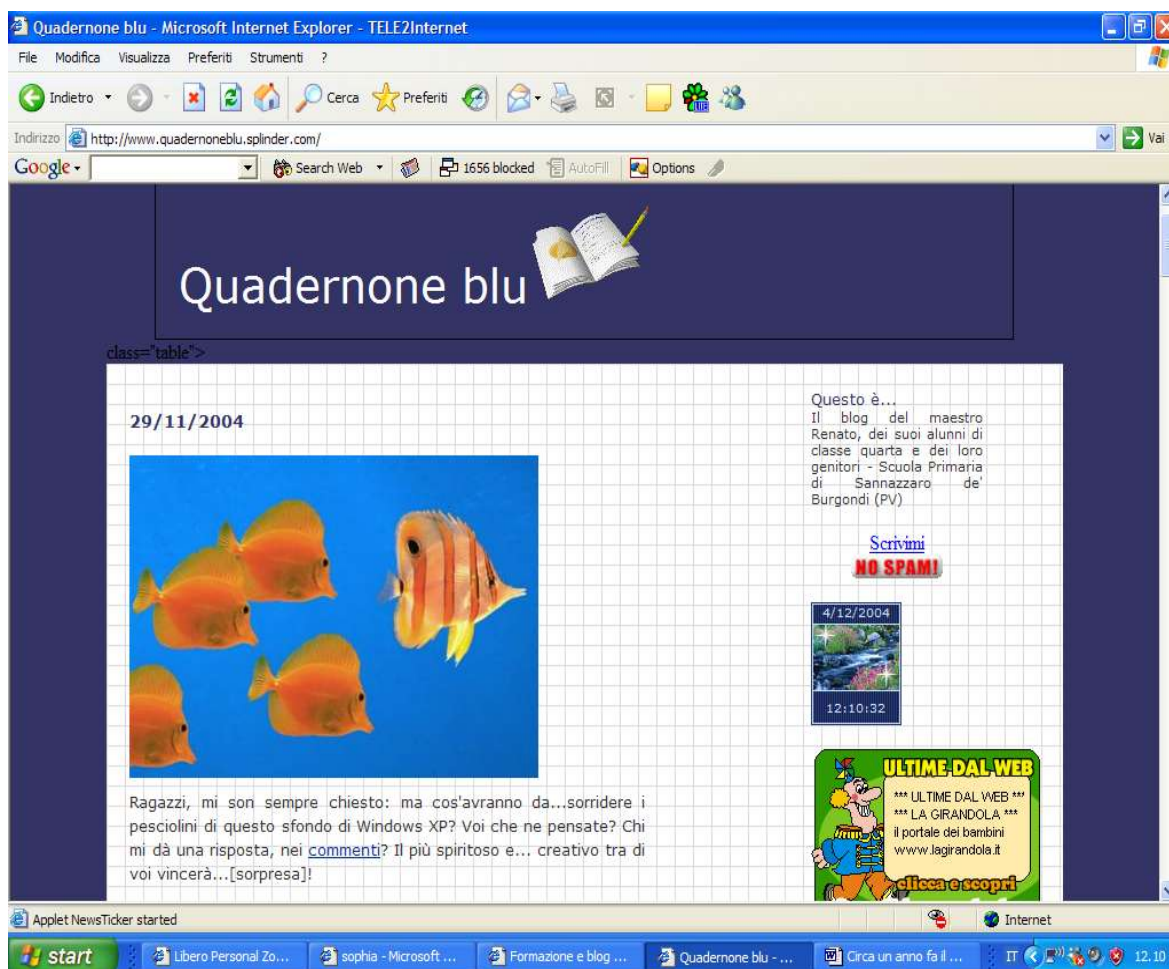 Quadernone blu - Microsoft Internet Explorer - TELE2Internet
File Modifica Visualizza Preferiti Strumenti ?
Indietro Cerca Preferiti
Indirizzo http://www.quadernoneblu.splinder.com/ Vai
Google Search Web 1656 blocked AutoFill Options
Quadernone blu
class="table">
29/11/2004
Ragazzi, mi son sempre chiesto: ma cos'avranno da...sorridere i
pesciolini di questo sfondo di Windows XP? Voi che ne pensate? Chi
mi dà una risposta, nei commenti? Il più spiritoso e... creativo tra di
voi vincerà...[sorpresa]!
Questo è...
Il blog del maestro
Renato, dei suoi alunni di
classe quarta e dei loro
genitori - Scuola Primaria
di Sannazzaro de'
Burgondi (PV)
Scrivimi
NO SPAM!
4/12/2004
12:10:32
ULTIME DAL WEB
*** ULTIME DAL WEB ***
*** LA GIRANDOLA ***
il portale dei bambini
www.lagirandola.it
clicca e scopri
Applet NewsTicker started Internet
start Libero Personal Zo... sophia - Microsoft ... Formazione e blog ... Quadernone blu - ... Circa un anno fa il ... IT 12.10